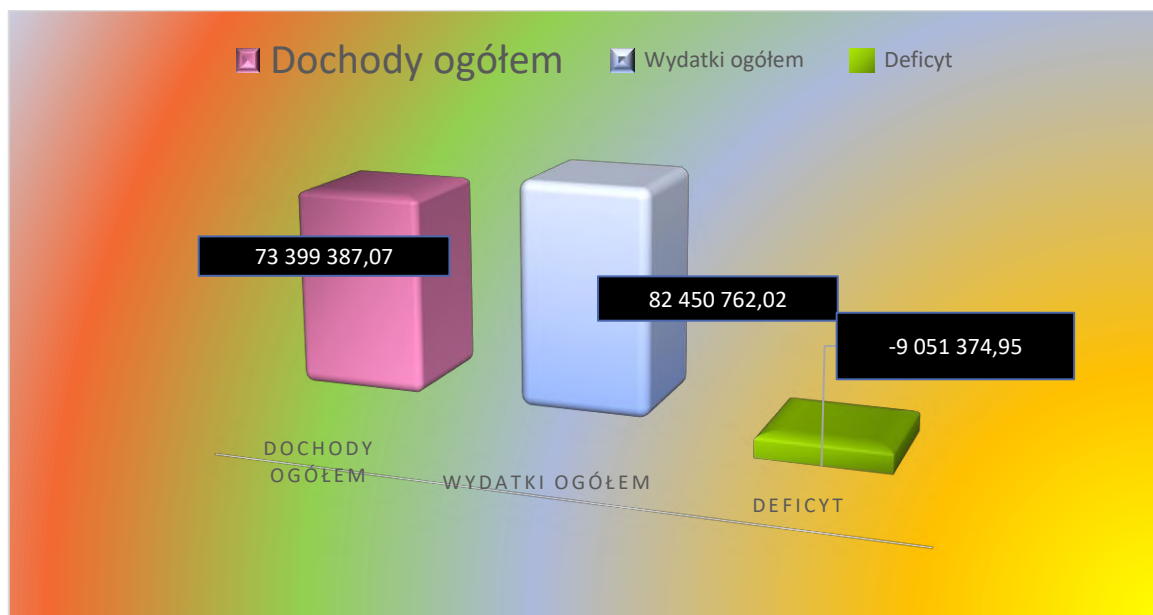 Dochody ogółem Wydatki ogółem Deficyt
73 399 387,07
82 450 762,02
-9 051 374,95
DOCHODY
OGÓŁEM
WYDATKI OGÓŁEM
DEFICYT